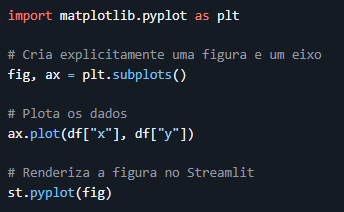 import matplotlib.pyplot as plt
# Cria explicitamente uma figura e um eixo
fig, ax = plt.subplots()
# Plota os dados
ax.plot(df["x"], df["y"])
# Renderiza a figura no Streamlit
st.pyplot(fig)